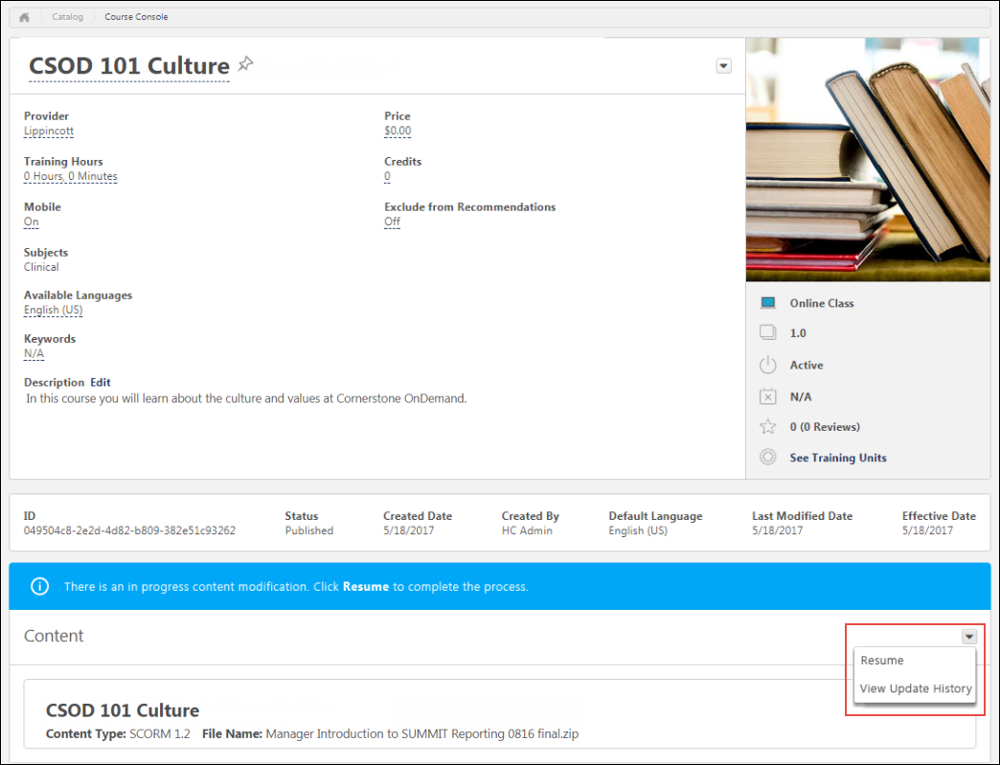 Catalog Course Console
CSOD 101 Culture
Provider
Lippincott
Price
$0.00
Training Hours
0 Hours, 0 Minutes
Credits
0
Mobile
On
Exclude from Recommendations
Off
Subjects
Clinical
Available Languages
English (US)
Keywords
N/A
Description Edit
In this course you will learn about the culture and values at Cornerstone OnDemand.
Online Class
1.0
Active
N/A
0 (0 Reviews)
See Training Units
ID
049504c8-2e2d-4d82-b809-382e51c93262
Status
Published
Created Date
5/18/2017
Created By
HC Admin
Default Language
English (US)
Last Modified Date
5/18/2017
Effective Date
5/18/2017
There is an in progress content modification. Click Resume to complete the process.
Content
Resume
View Update History
CSOD 101 Culture
Content Type: SCORM 1.2 File Name: Manager Introduction to SUMMIT Reporting 0816 final.zip